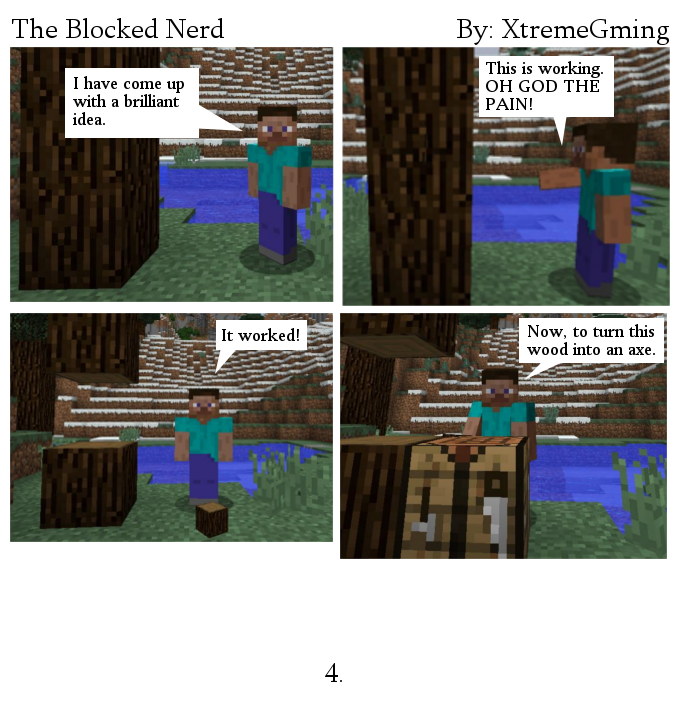 The Blocked Nerd
By: XtremeGming
I have come up
with a brilliant
idea.
This is working.
OH GOD THE
PAIN!
It worked!
Now, to turn this
wood into an axe.
4.